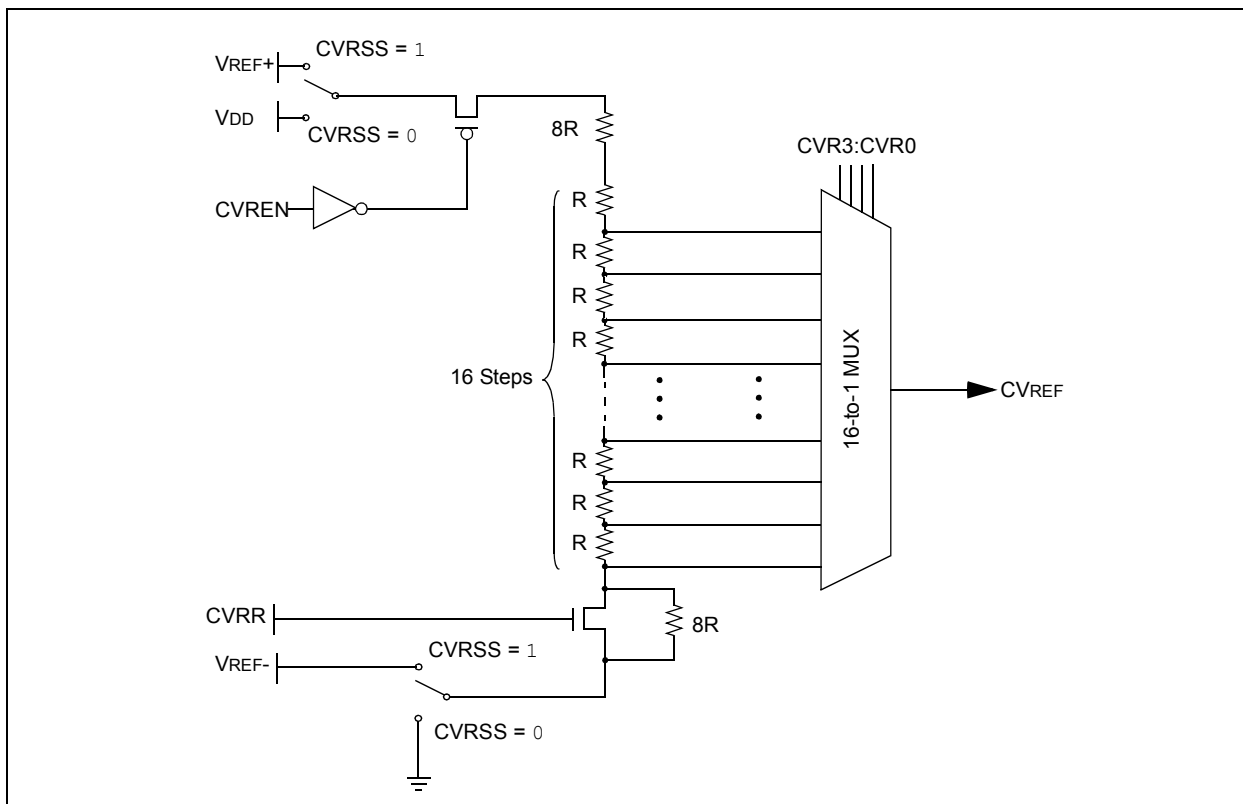 CVRSS = 1
VREF+
VDD
CVRSS = 0
8R
CVREN
CVR3:CVR0
R
R
R
R
16 Steps
16-to-1 MUX
CVREF
R
R
R
CVRR
8R
VREF-
CVRSS = 1
CVRSS = 0